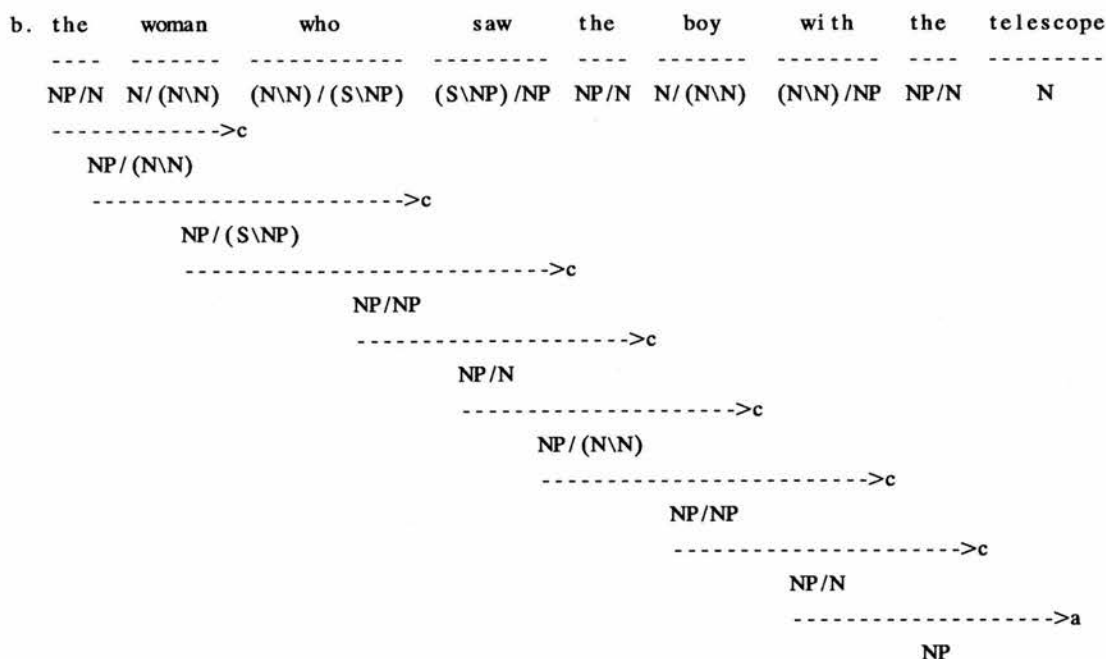 b. the woman who saw the boy with the telescope
---- ------- ------------ --------- ---- ------- -------- ---- ---------
NP/N N/(N\N) (N\N)/(S\NP) (S\NP)/NP NP/N N/(N\N) (N\N)/NP NP/N N
------------->c
NP/(N\N)
------------------------>c
NP/(S\NP)
---------------------------->c
NP/NP
--------------------->c
NP/N
--------------------->c
NP/(N\N)
------------------------->c
NP/NP
---------------------->c
NP/N
-------------------->a
NP